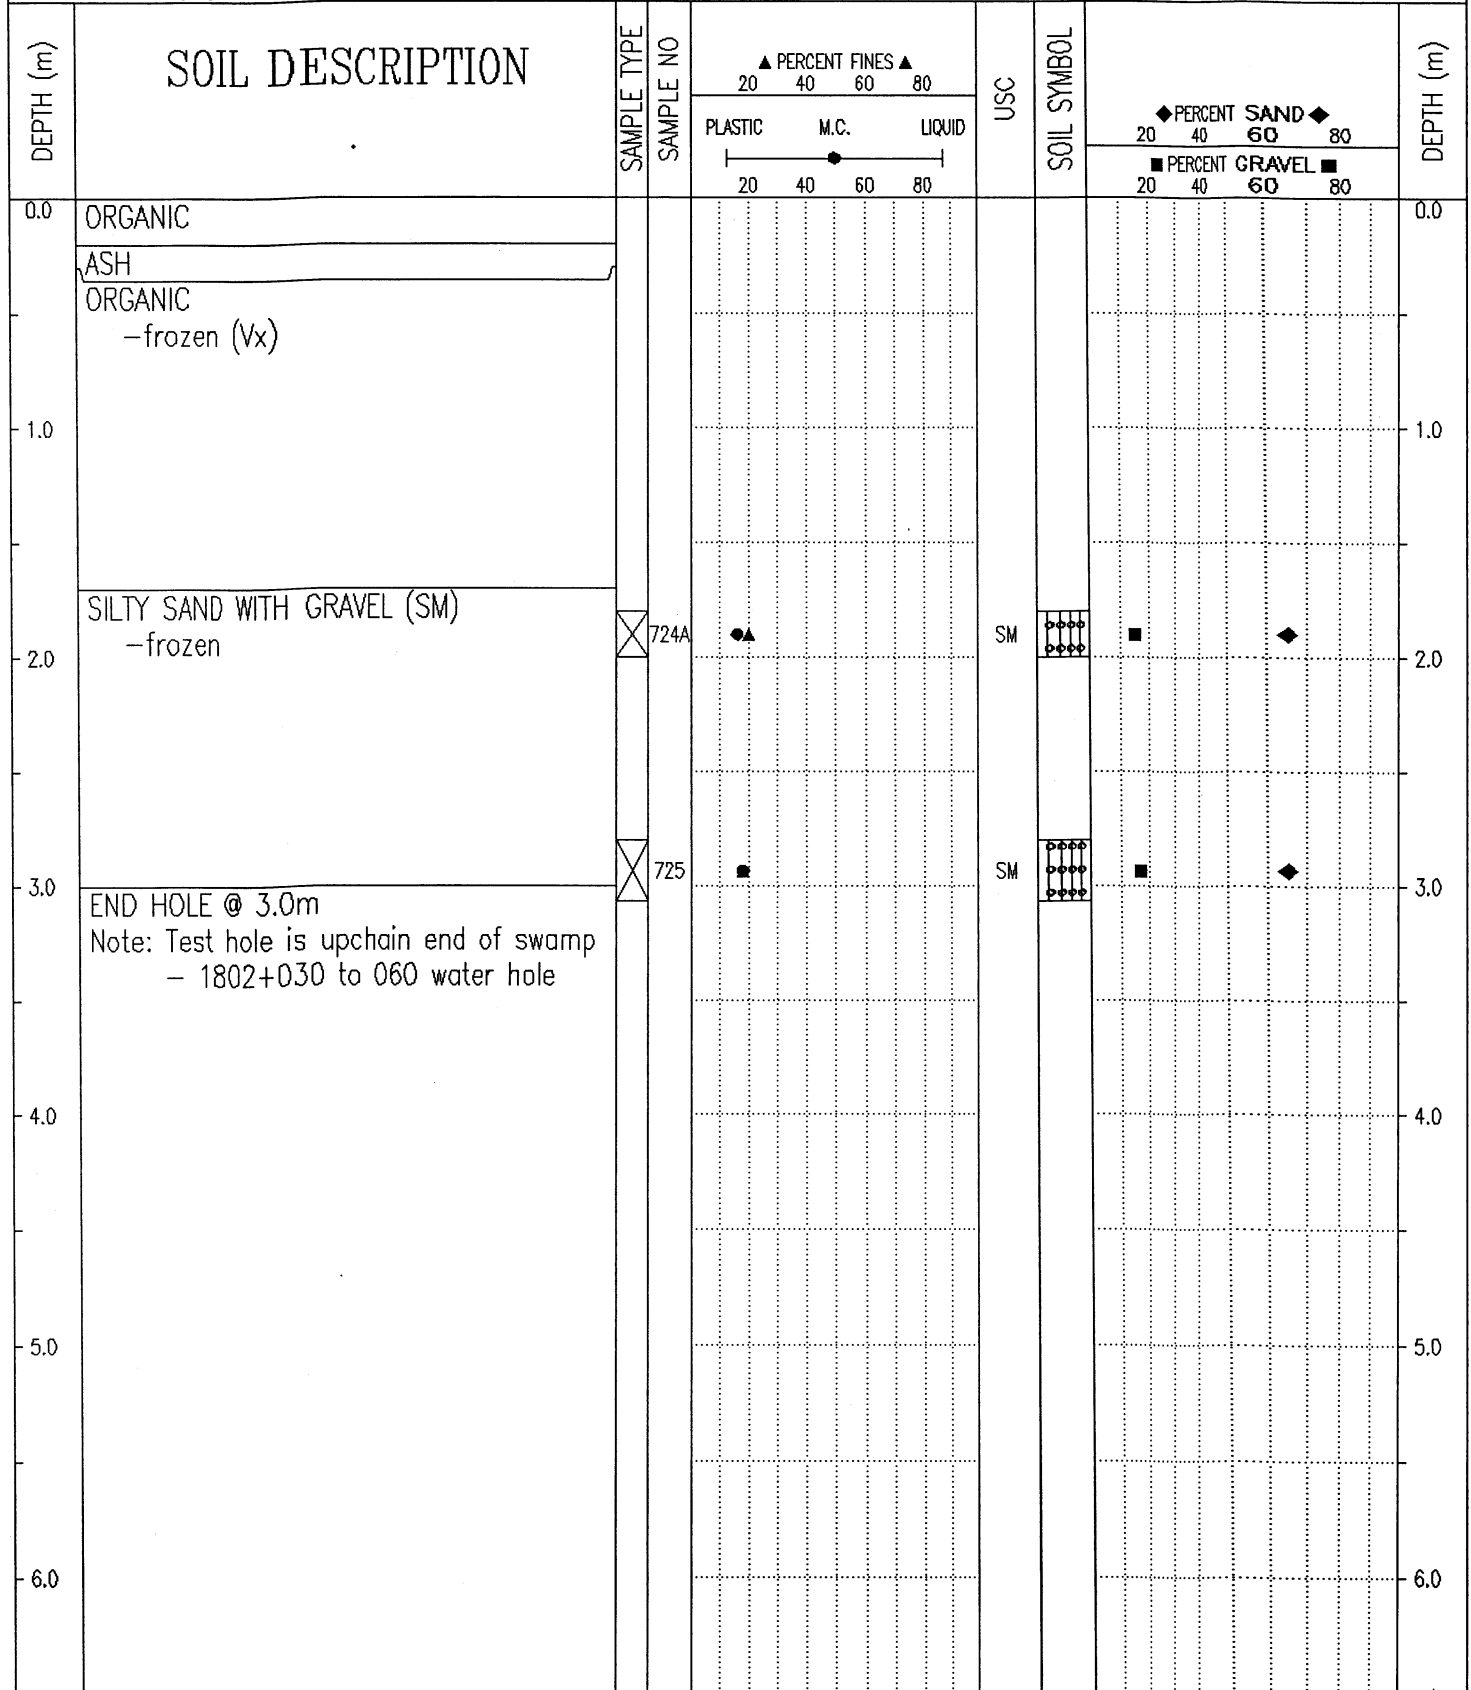 DEPTH (m)
SOIL DESCRIPTION
SAMPLE TYPE
SAMPLE NO
▲ PERCENT FINES ▲
20 40 60 80
PLASTIC M.C. LIQUID
20 40 60 80
USC
SOIL SYMBOL
◆PERCENT SAND◆
20 40 60 80
■PERCENT GRAVEL■
20 40 60 80
DEPTH (m)
0.0 ORGANIC 0.0
ASH
ORGANIC
-frozen (Vx)
1.0 1.0
SILTY SAND WITH GRAVEL (SM)
-frozen 724A SM
2.0 2.0
725 SM
3.0 3.0
END HOLE @ 3.0m
Note: Test hole is upchain end of swamp
- 1802+030 to 060 water hole
4.0 4.0
5.0 5.0
6.0 6.0